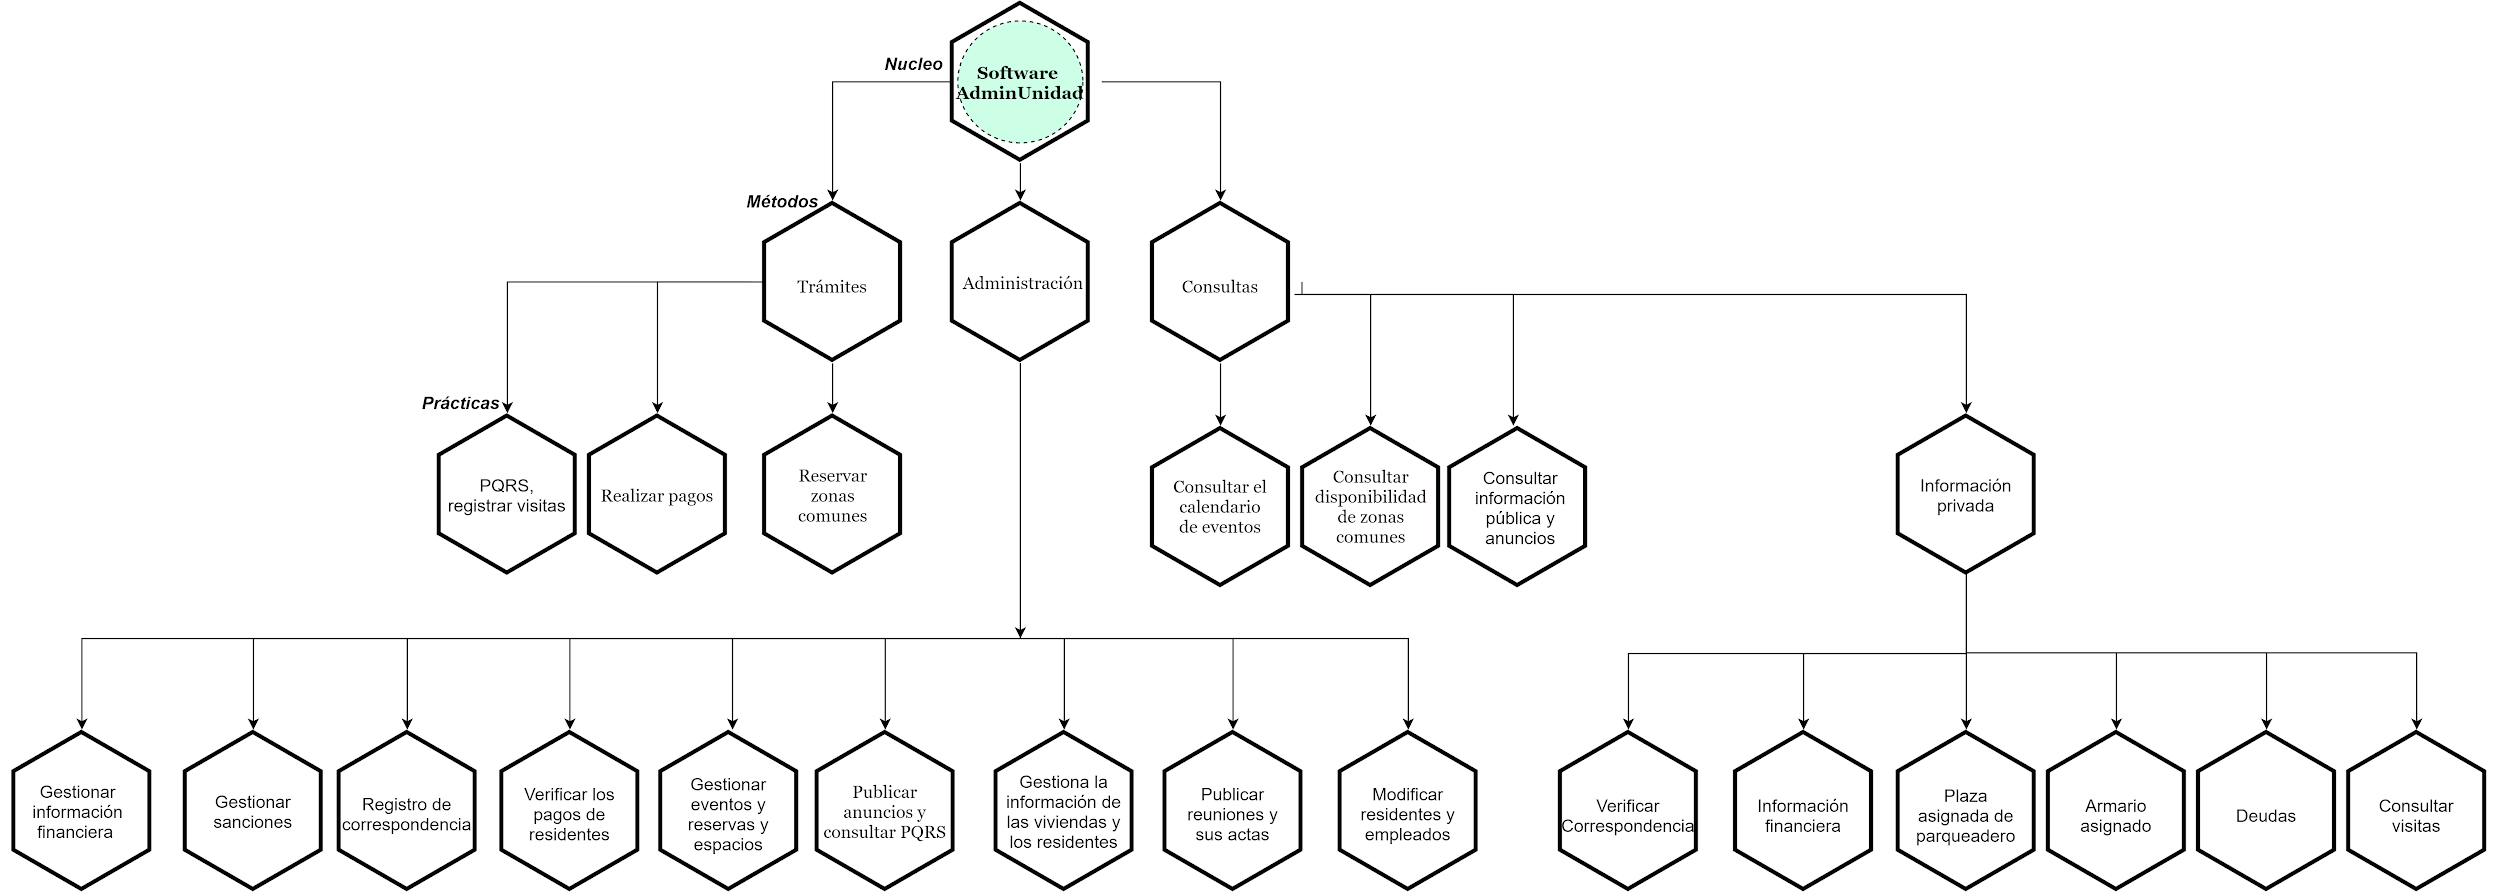 Nucleo
Software
AdminUnidad
Métodos
Trámites
Administración
Consultas
Prácticas
PQRS,
registrar visitas
Realizar pagos
Reservar
zonas
comunes
Consultar el
calendario
de eventos
Consultar
disponibilidad
de zonas
comunes
Consultar
información
pública y
anuncios
Información
privada
Gestionar
información
financiera
Gestionar
sanciones
Registro de
correspondencia
Verificar los
pagos de
residentes
Gestionar
eventos y
reservas y
espacios
Publicar
anuncios y
consultar PQRS
Gestiona la
información de
las viviendas y
los residentes
Publicar
reuniones y
sus actas
Modificar
residentes y
empleados
Verificar
Correspondencia
Información
financiera
Plaza
asignada de
parqueadero
Armario
asignado
Deudas
Consultar
visitas